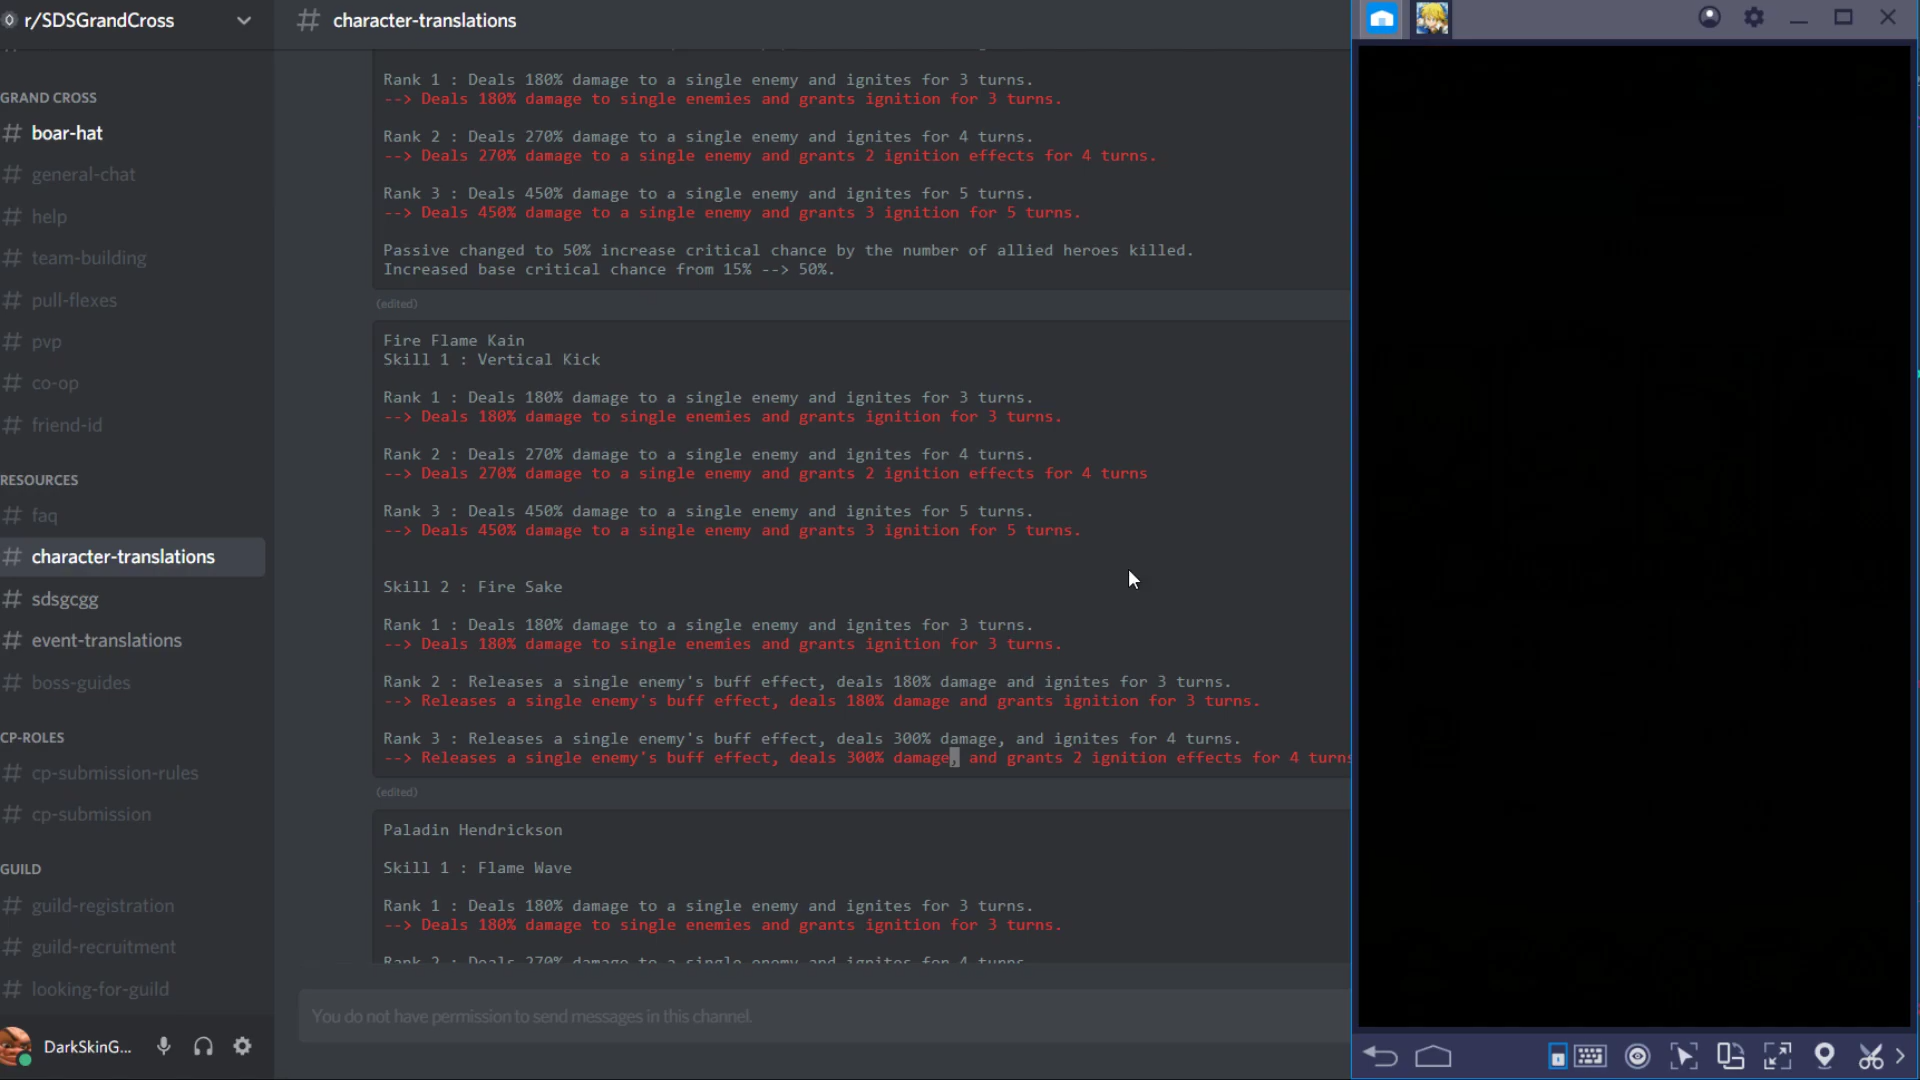 r/SDSGrandCross
GRAND CROSS
# boar-hat
# general-chat
# help
# team-building
# pull-flexes
# pvp
# co-op
# friend-id
RESOURCES
# faq
# character-translations
# sdsgcgg
# event-translations
# boss-guides
CP-ROLES
# cp-submission-rules
# cp-submission
GUILD
# guild-registration
# guild-recruitment
# looking-for-guild
DarkSkinG...
# character-translations
Rank 1 : Deals 180% damage to a single enemy and ignites for 3 turns.
--> Deals 180% damage to single enemies and grants ignition for 3 turns.
Rank 2 : Deals 270% damage to a single enemy and ignites for 4 turns.
--> Deals 270% damage to a single enemy and grants 2 ignition effects for 4 turns.
Rank 3 : Deals 450% damage to a single enemy and ignites for 5 turns.
--> Deals 450% damage to a single enemy and grants 3 ignition for 5 turns.
Passive changed to 50% increase critical chance by the number of allied heroes killed.
Increased base critical chance from 15% --> 50%.
(edited)
Fire Flame Kain
Skill 1 : Vertical Kick
Rank 1 : Deals 180% damage to a single enemy and ignites for 3 turns.
--> Deals 180% damage to single enemies and grants ignition for 3 turns.
Rank 2 : Deals 270% damage to a single enemy and ignites for 4 turns.
--> Deals 270% damage to a single enemy and grants 2 ignition effects for 4 turns
Rank 3 : Deals 450% damage to a single enemy and ignites for 5 turns.
--> Deals 450% damage to a single enemy and grants 3 ignition for 5 turns.
Skill 2 : Fire Sake
Rank 1 : Deals 180% damage to a single enemy and ignites for 3 turns.
--> Deals 180% damage to single enemies and grants ignition for 3 turns.
Rank 2 : Releases a single enemy's buff effect, deals 180% damage and ignites for 3 turns.
--> Releases a single enemy's buff effect, deals 180% damage and grants ignition for 3 turns.
Rank 3 : Releases a single enemy's buff effect, deals 300% damage, and ignites for 4 turns.
--> Releases a single enemy's buff effect, deals 300% damage, and grants 2 ignition effects for 4 turns
(edited)
Paladin Hendrickson
Skill 1 : Flame Wave
Rank 1 : Deals 180% damage to a single enemy and ignites for 3 turns.
--> Deals 180% damage to single enemies and grants ignition for 3 turns.
Rank 2 : Deals 270% damage to a single enemy and ignites for 4 turns
You do not have permission to send messages in this channel.